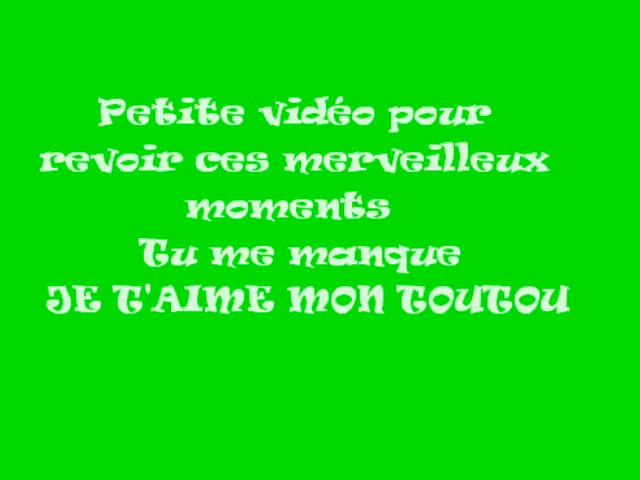 Petite vidéo pour
revoir ces merveilleux
moments
Tu me manque
JE T'AIME MON TOUTOU